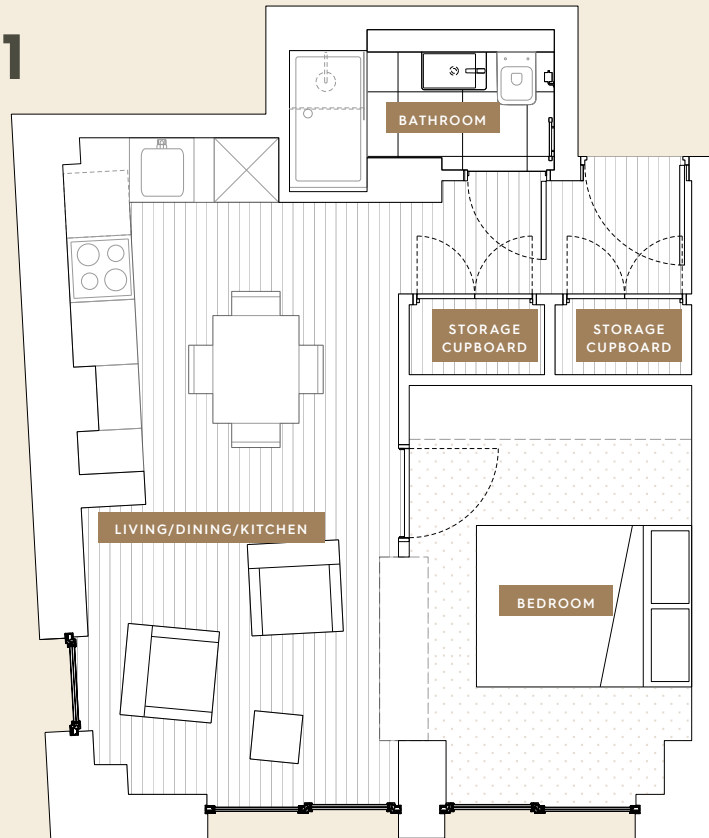 1
BATHROOM
STORAGE
CUPBOARD
STORAGE
CUPBOARD
LIVING/DINING/KITCHEN
BEDROOM